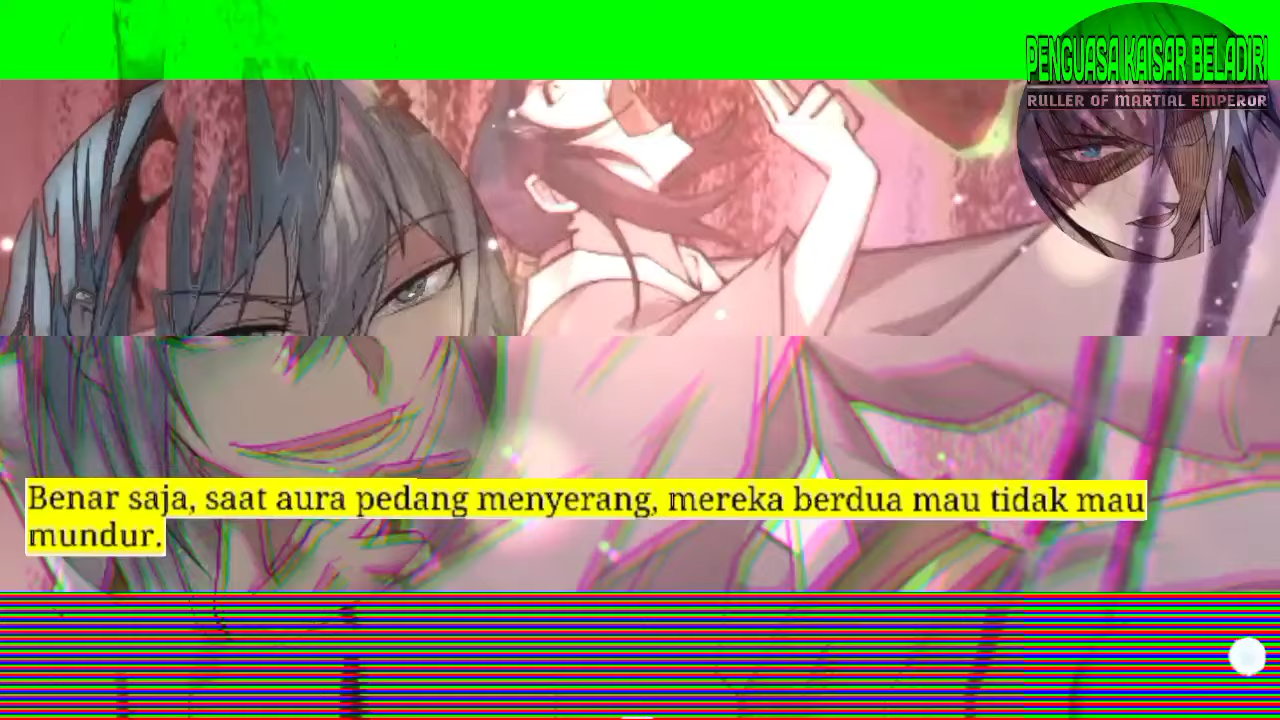 PENGUASA KAISAR BELADIRI
RULLER OF MARTIAL EMPEROR
Benar saja, saat aura pedang menyerang, mereka berdua mau tidak mau
mundur.